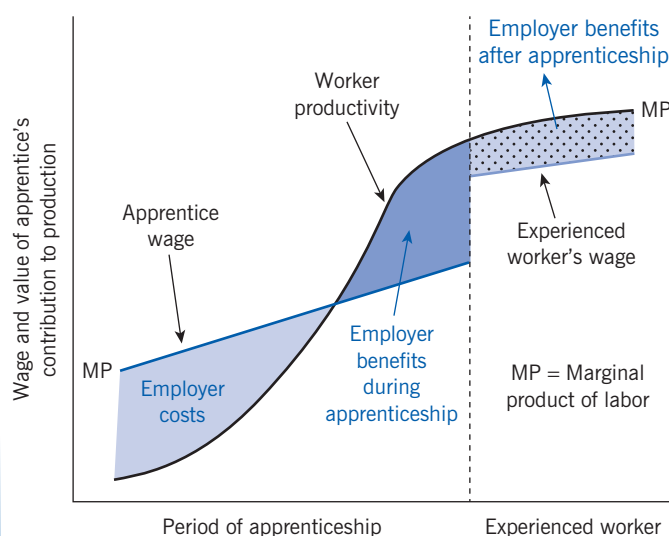 Wage and value of apprentice's
contribution to production
Employer benefits
after apprenticeship
Worker
productivity
MP
Apprentice
wage
Experienced
worker's wage
MP
Employer
costs
Employer
benefits
during
apprenticeship
MP = Marginal
product of labor
Period of apprenticeship
Experienced worker